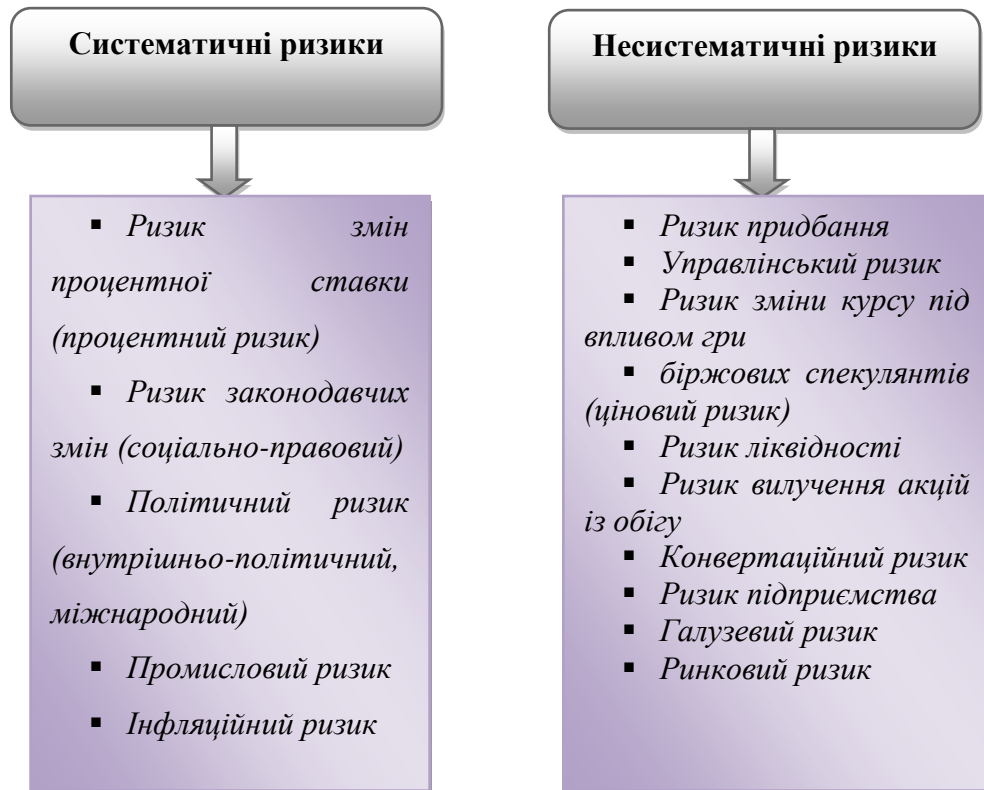 Систематичні ризики
▪ Ризик змін
процентної ставки
(процентний ризик)
▪ Ризик законодавчих
змін (соціально-правовий)
▪ Політичний ризик
(внутрішньо-політичний,
міжнародний)
▪ Промисловий ризик
▪ Інфляційний ризик
Несистематичні ризики
▪ Ризик придбання
▪ Управлінський ризик
▪ Ризик зміни курсу під
впливом гри
▪ біржових спекулянтів
(ціновий ризик)
▪ Ризик ліквідності
▪ Ризик вилучення акцій
із обігу
▪ Конвертаційний ризик
▪ Ризик підприємства
▪ Галузевий ризик
▪ Ринковий ризик